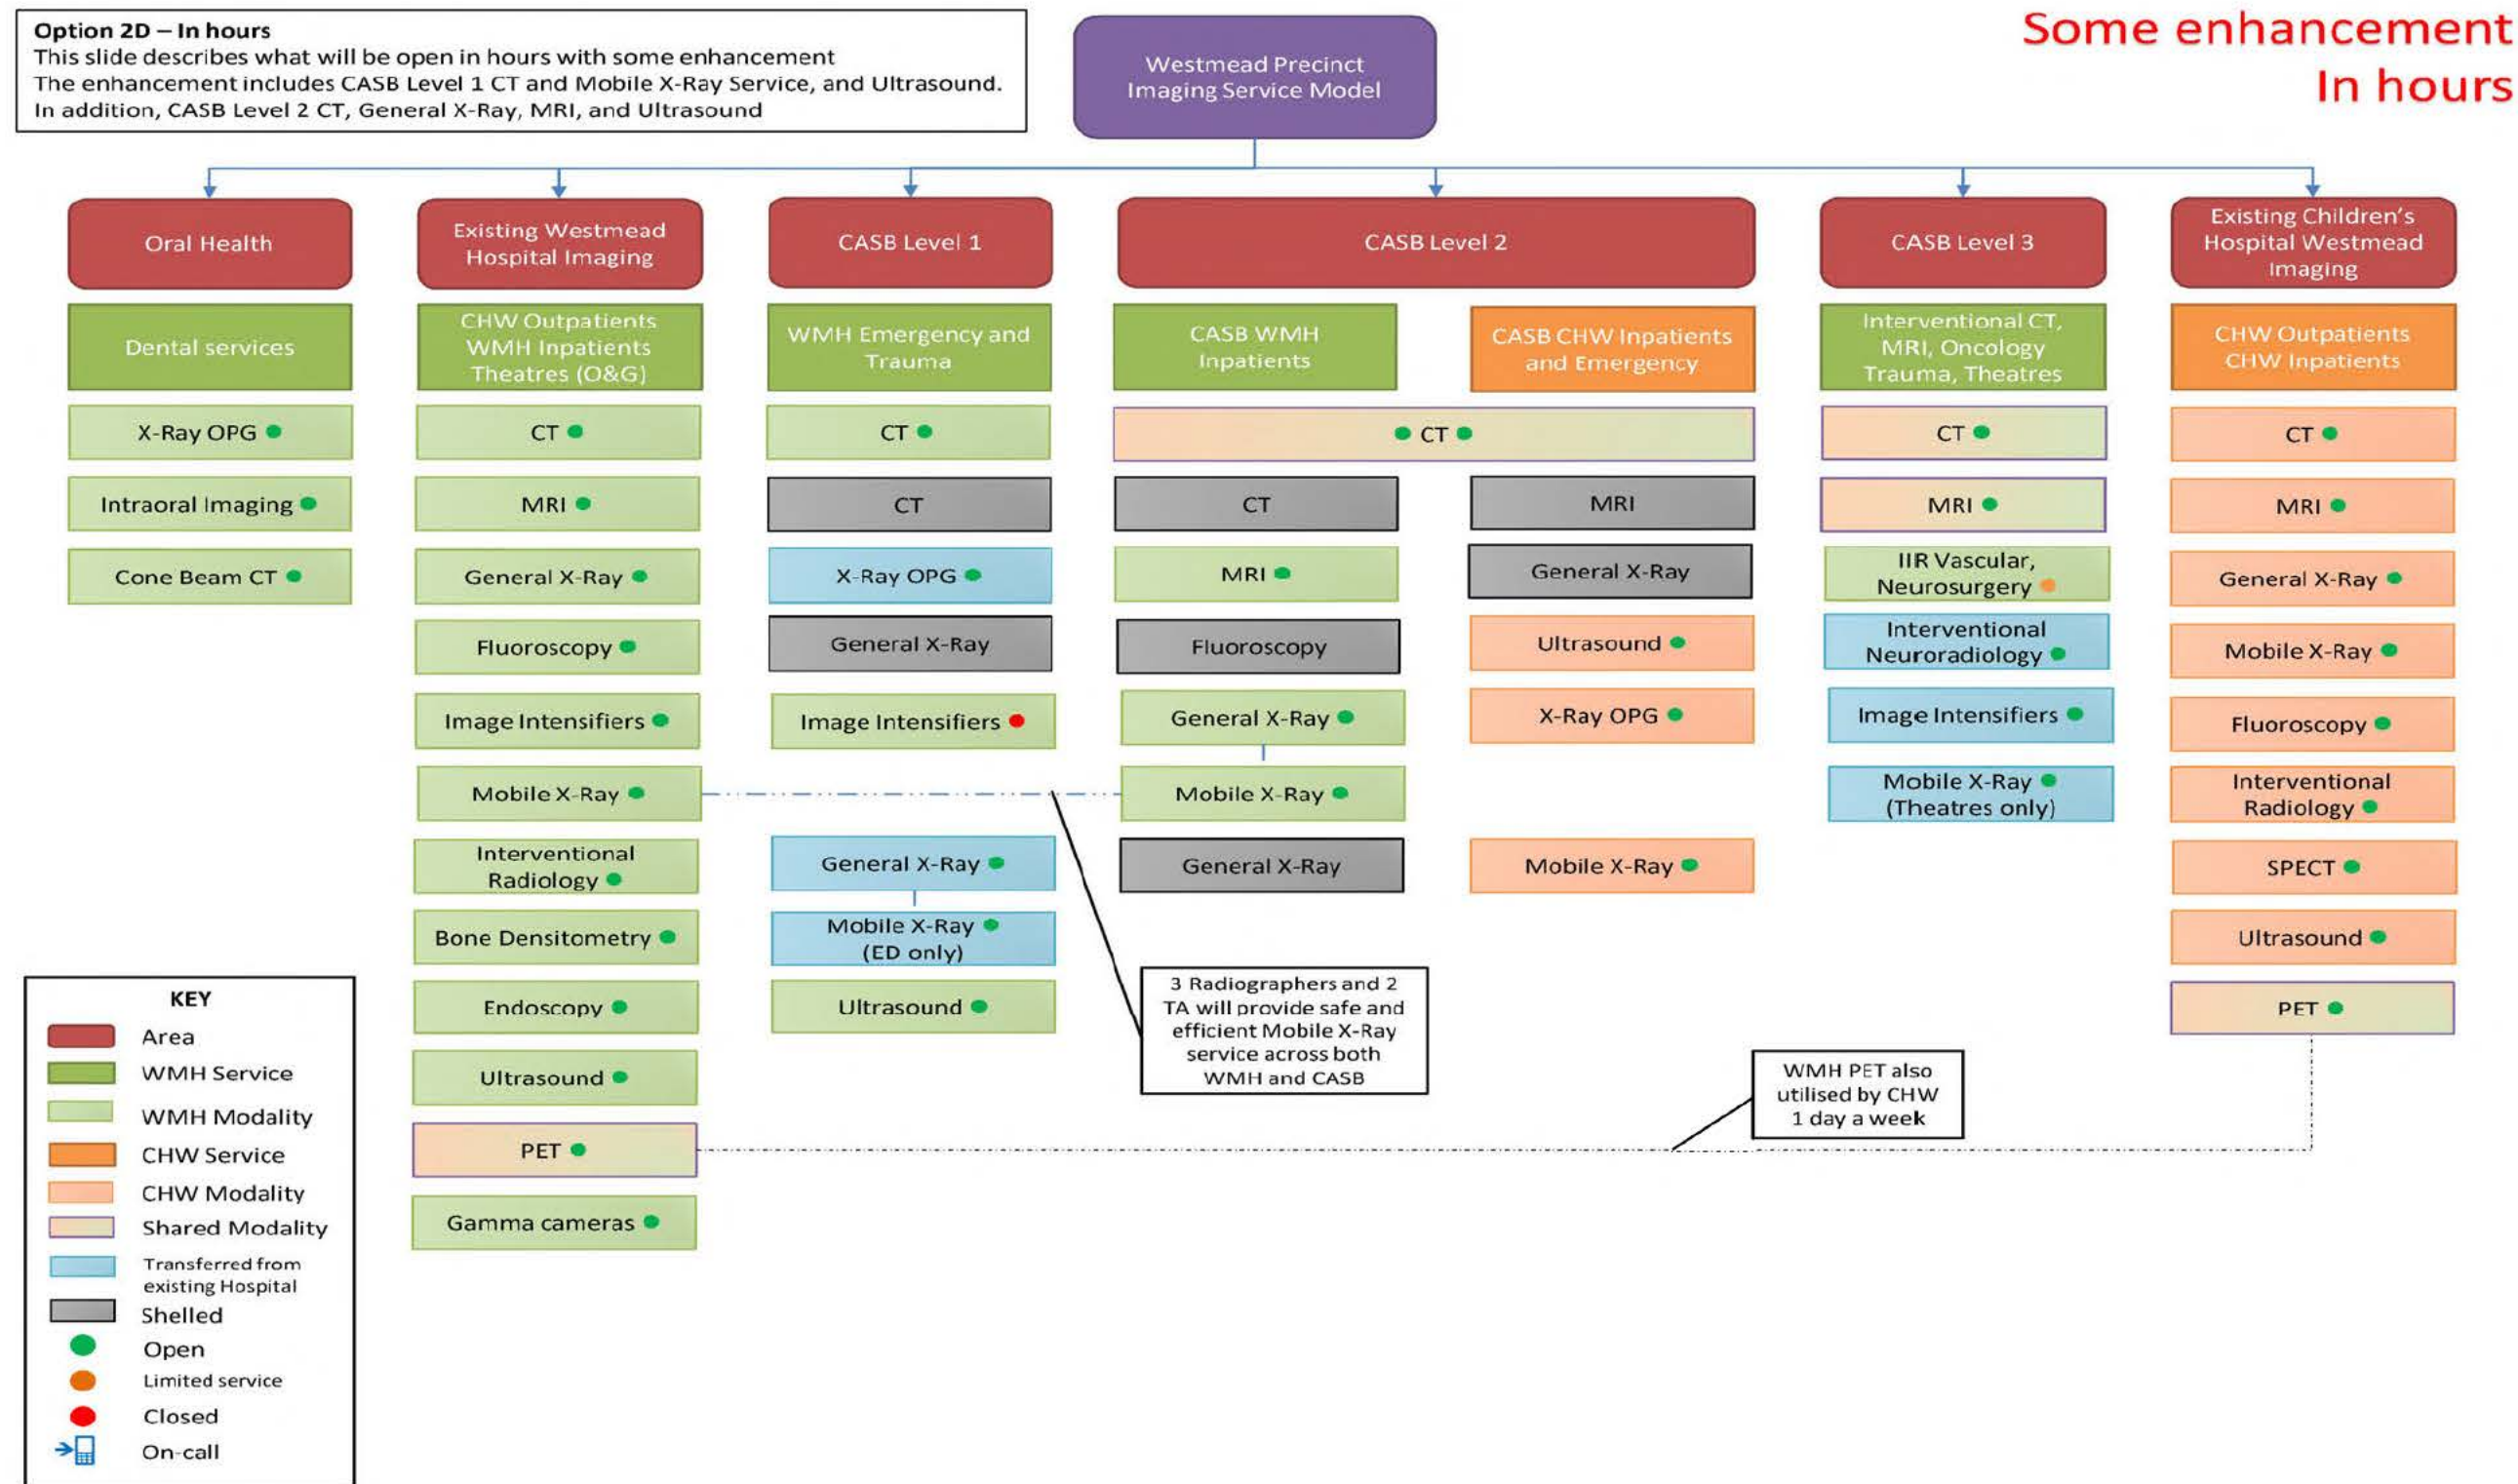 Option 2D – In hours
This slide describes what will be open in hours with some enhancement
The enhancement includes CASB Level 1 CT and Mobile X-Ray Service, and Ultrasound.
In addition, CASB Level 2 CT, General X-Ray, MRI, and Ultrasound
Westmead Precinct
Imaging Service Model
Some enhancement
In hours
Oral Health
Dental services
X-Ray OPG
Intraoral Imaging
Cone Beam CT
Existing Westmead
Hospital Imaging
CHW Outpatients
WMH Inpatients
Theatres (O&G)
CT
MRI
General X-Ray
Fluoroscopy
Image Intensifiers
Mobile X-Ray
Interventional
Radiology
Bone Densitometry
Endoscopy
Ultrasound
PET
Gamma cameras
CASB Level 1
WMH Emergency and
Trauma
CT
CT
X-Ray OPG
General X-Ray
Image Intensifiers
General X-Ray
Mobile X-Ray
(ED only)
Ultrasound
CASB Level 2
CASB WMH
Inpatients
CASB CHW Inpatients
and Emergency
CT
CT
MRI
Fluoroscopy
General X-Ray
Mobile X-Ray
General X-Ray
MRI
General X-Ray
Ultrasound
X-Ray OPG
Mobile X-Ray
3 Radiographers and 2
TA will provide safe and
efficient Mobile X-Ray
service across both
WMH and CASB
CASB Level 3
Interventional CT,
MRI, Oncology
Trauma, Theatres
CT
MRI
IIR Vascular,
Neurosurgery
Interventional
Neuroradiology
Image Intensifiers
Mobile X-Ray
(Theatres only)
WMH PET also
utilised by CHW
1 day a week
Existing Children’s
Hospital Westmead
Imaging
CHW Outpatients
CHW Inpatients
CT
MRI
General X-Ray
Mobile X-Ray
Fluoroscopy
Interventional
Radiology
SPECT
Ultrasound
PET
KEY
Area
WMH Service
WMH Modality
CHW Service
CHW Modality
Shared Modality
Transferred from
existing Hospital
Shelled
Open
Limited service
Closed
On-call